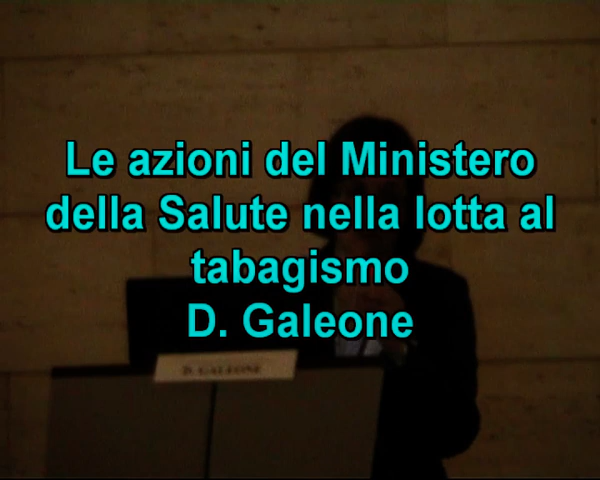 Le azioni del Ministero
della Salute nella lotta al
tabagismo
D. Galeone
D. GALEONE